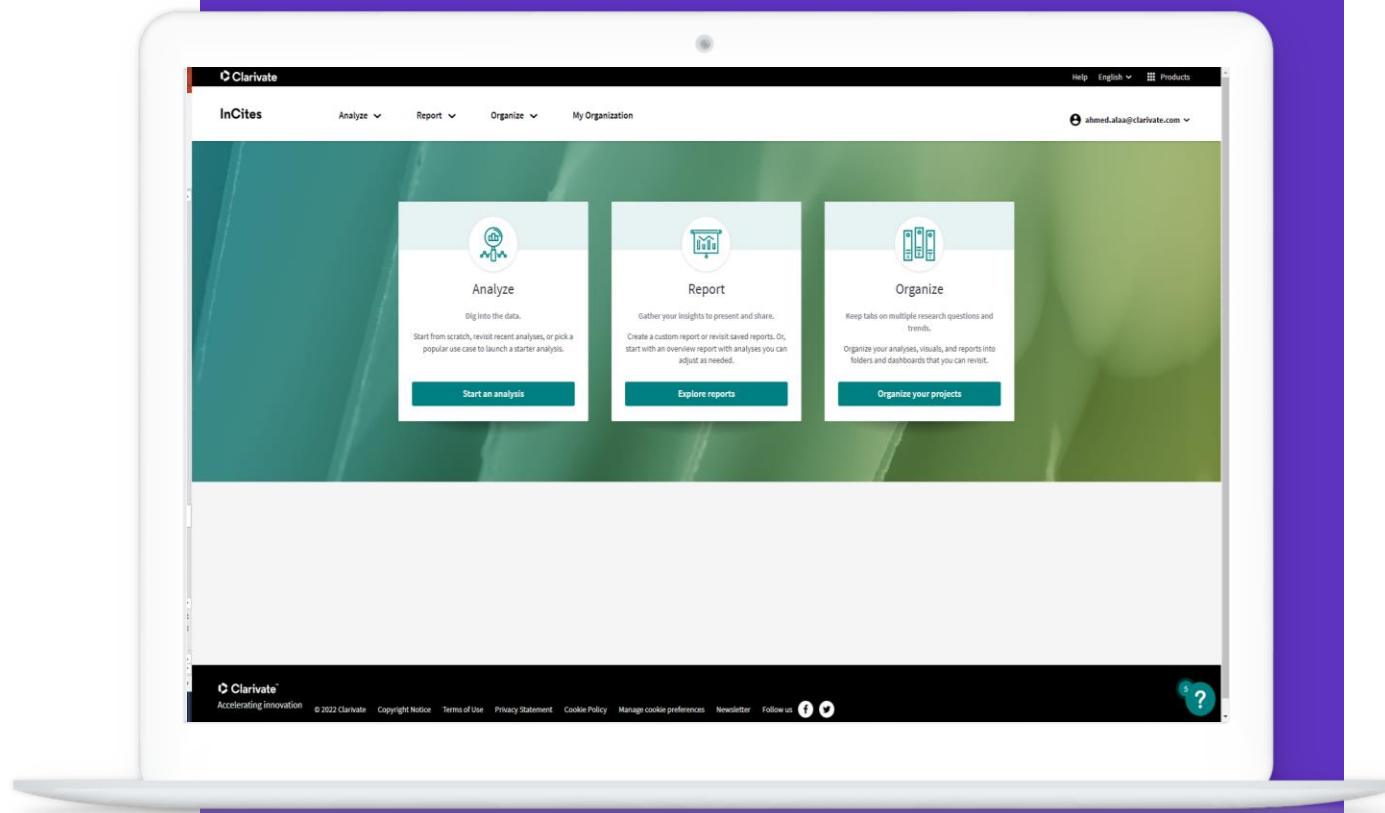 Clarivate
Help English Products
InCites
Analyze Report Organize My Organization
ahmed.alaa@clarivate.com
Analyze
Dig into the data.
Start from scratch, revisit recent analyses, or pick a
popular use case to launch a starter analysis.
Start an analysis
Report
Gather your insights to present and share.
Create a custom report or revisit saved reports. Or,
start with an overview report with analyses you can
adjust as needed.
Explore reports
Organize
Keep tabs on multiple research questions and
trends.
Organize your analyses, visuals, and reports into
folders and dashboards that you can revisit.
Organize your projects
Clarivate™
Accelerating innovation
© 2022 Clarivate Copyright Notice Terms of Use Privacy Statement Cookie Policy Manage cookie preferences Newsletter Follow us
5
?